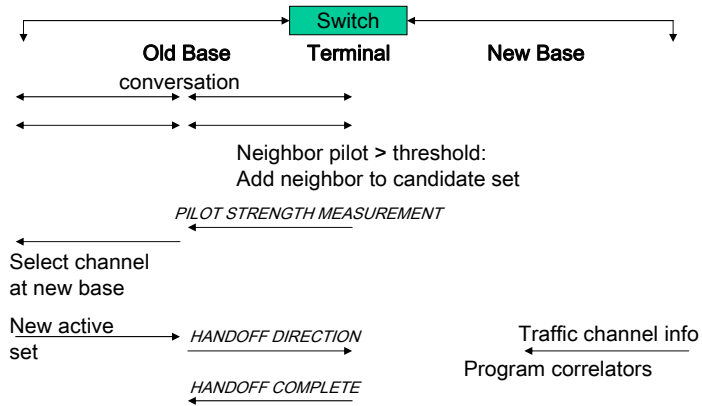 Switch
Old Base Terminal New Base
conversation
Neighbor pilot > threshold:
Add neighbor to candidate set
PILOT STRENGTH MEASUREMENT
Select channel
at new base
New active
set
HANDOFF DIRECTION
Traffic channel info
Program correlators
HANDOFF COMPLETE